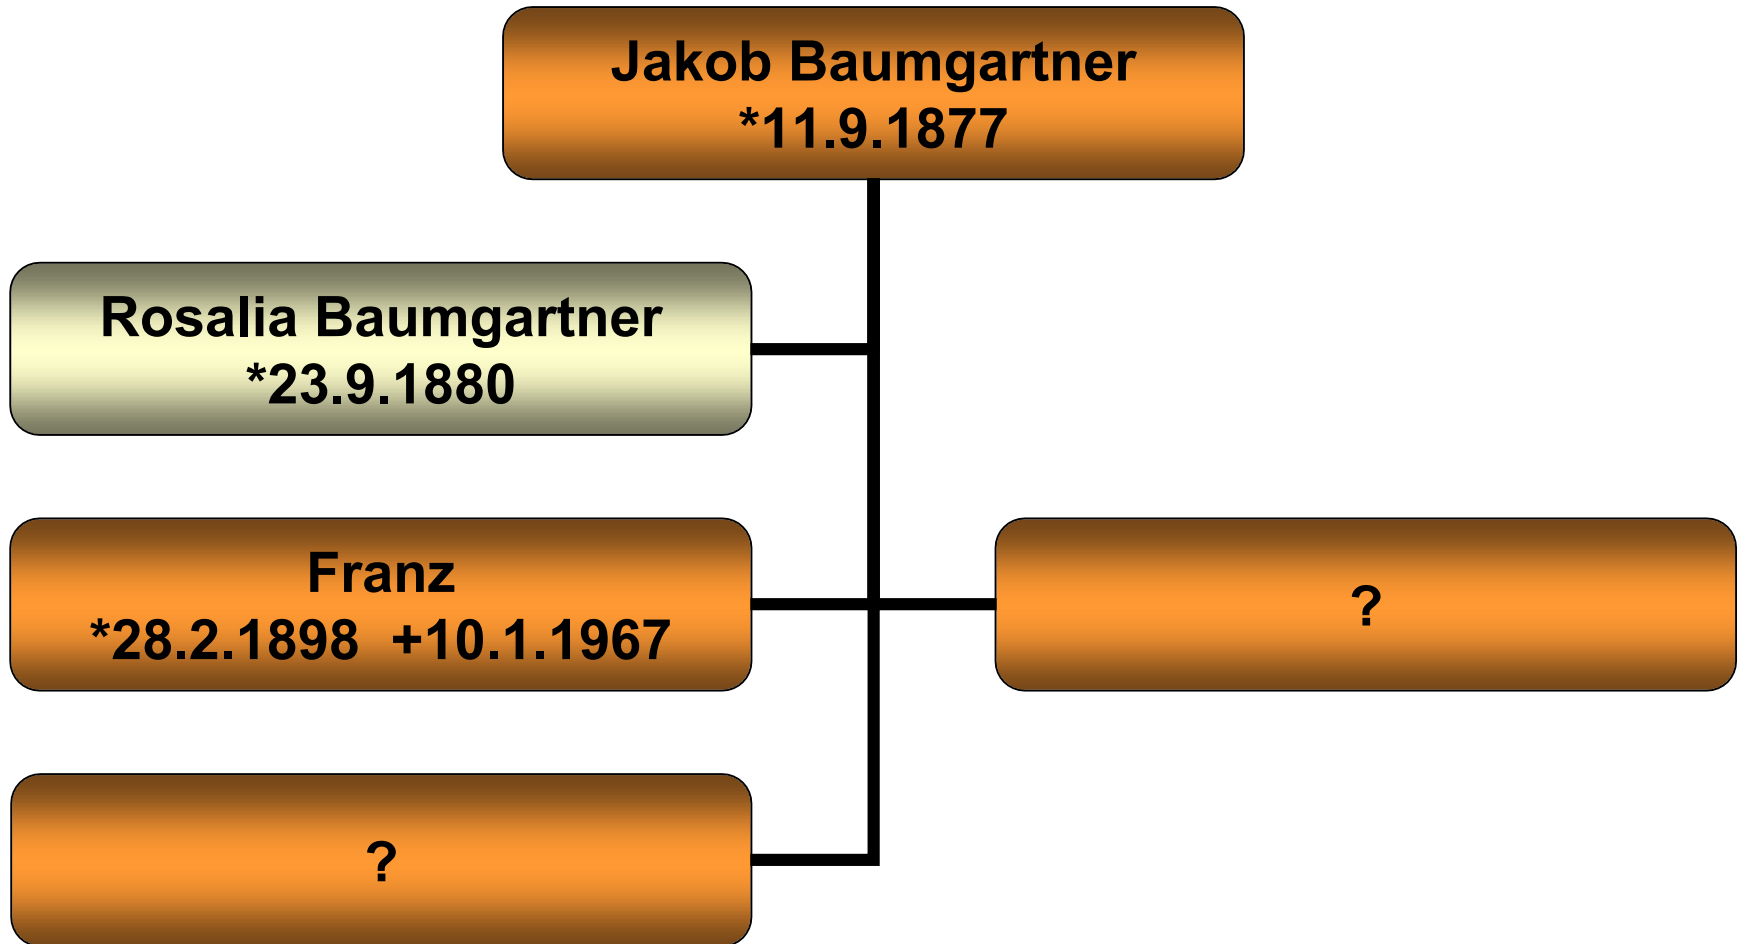 Jakob Baumgartner
*11.9.1877
Rosalia Baumgartner
*23.9.1880
Franz
*28.2.1898 +10.1.1967
?
?